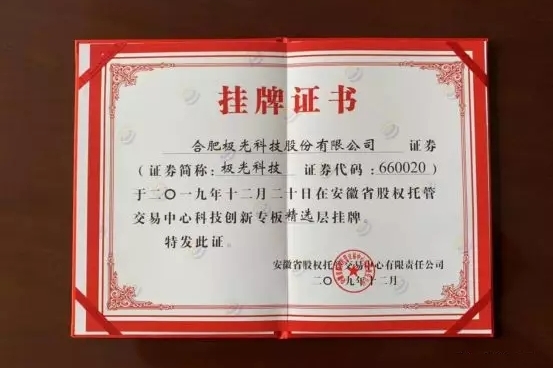 挂牌证书
合肥极光科技股份有限公司 证券
(证券简称:极光科技 证券代码:660020)
于二〇一九年十二月二十日在安徽省股权托管
交易中心科技创新专板精选层挂牌。
特发此证。
安徽省股权托管交易中心有限责任公司
二〇一九年十二月